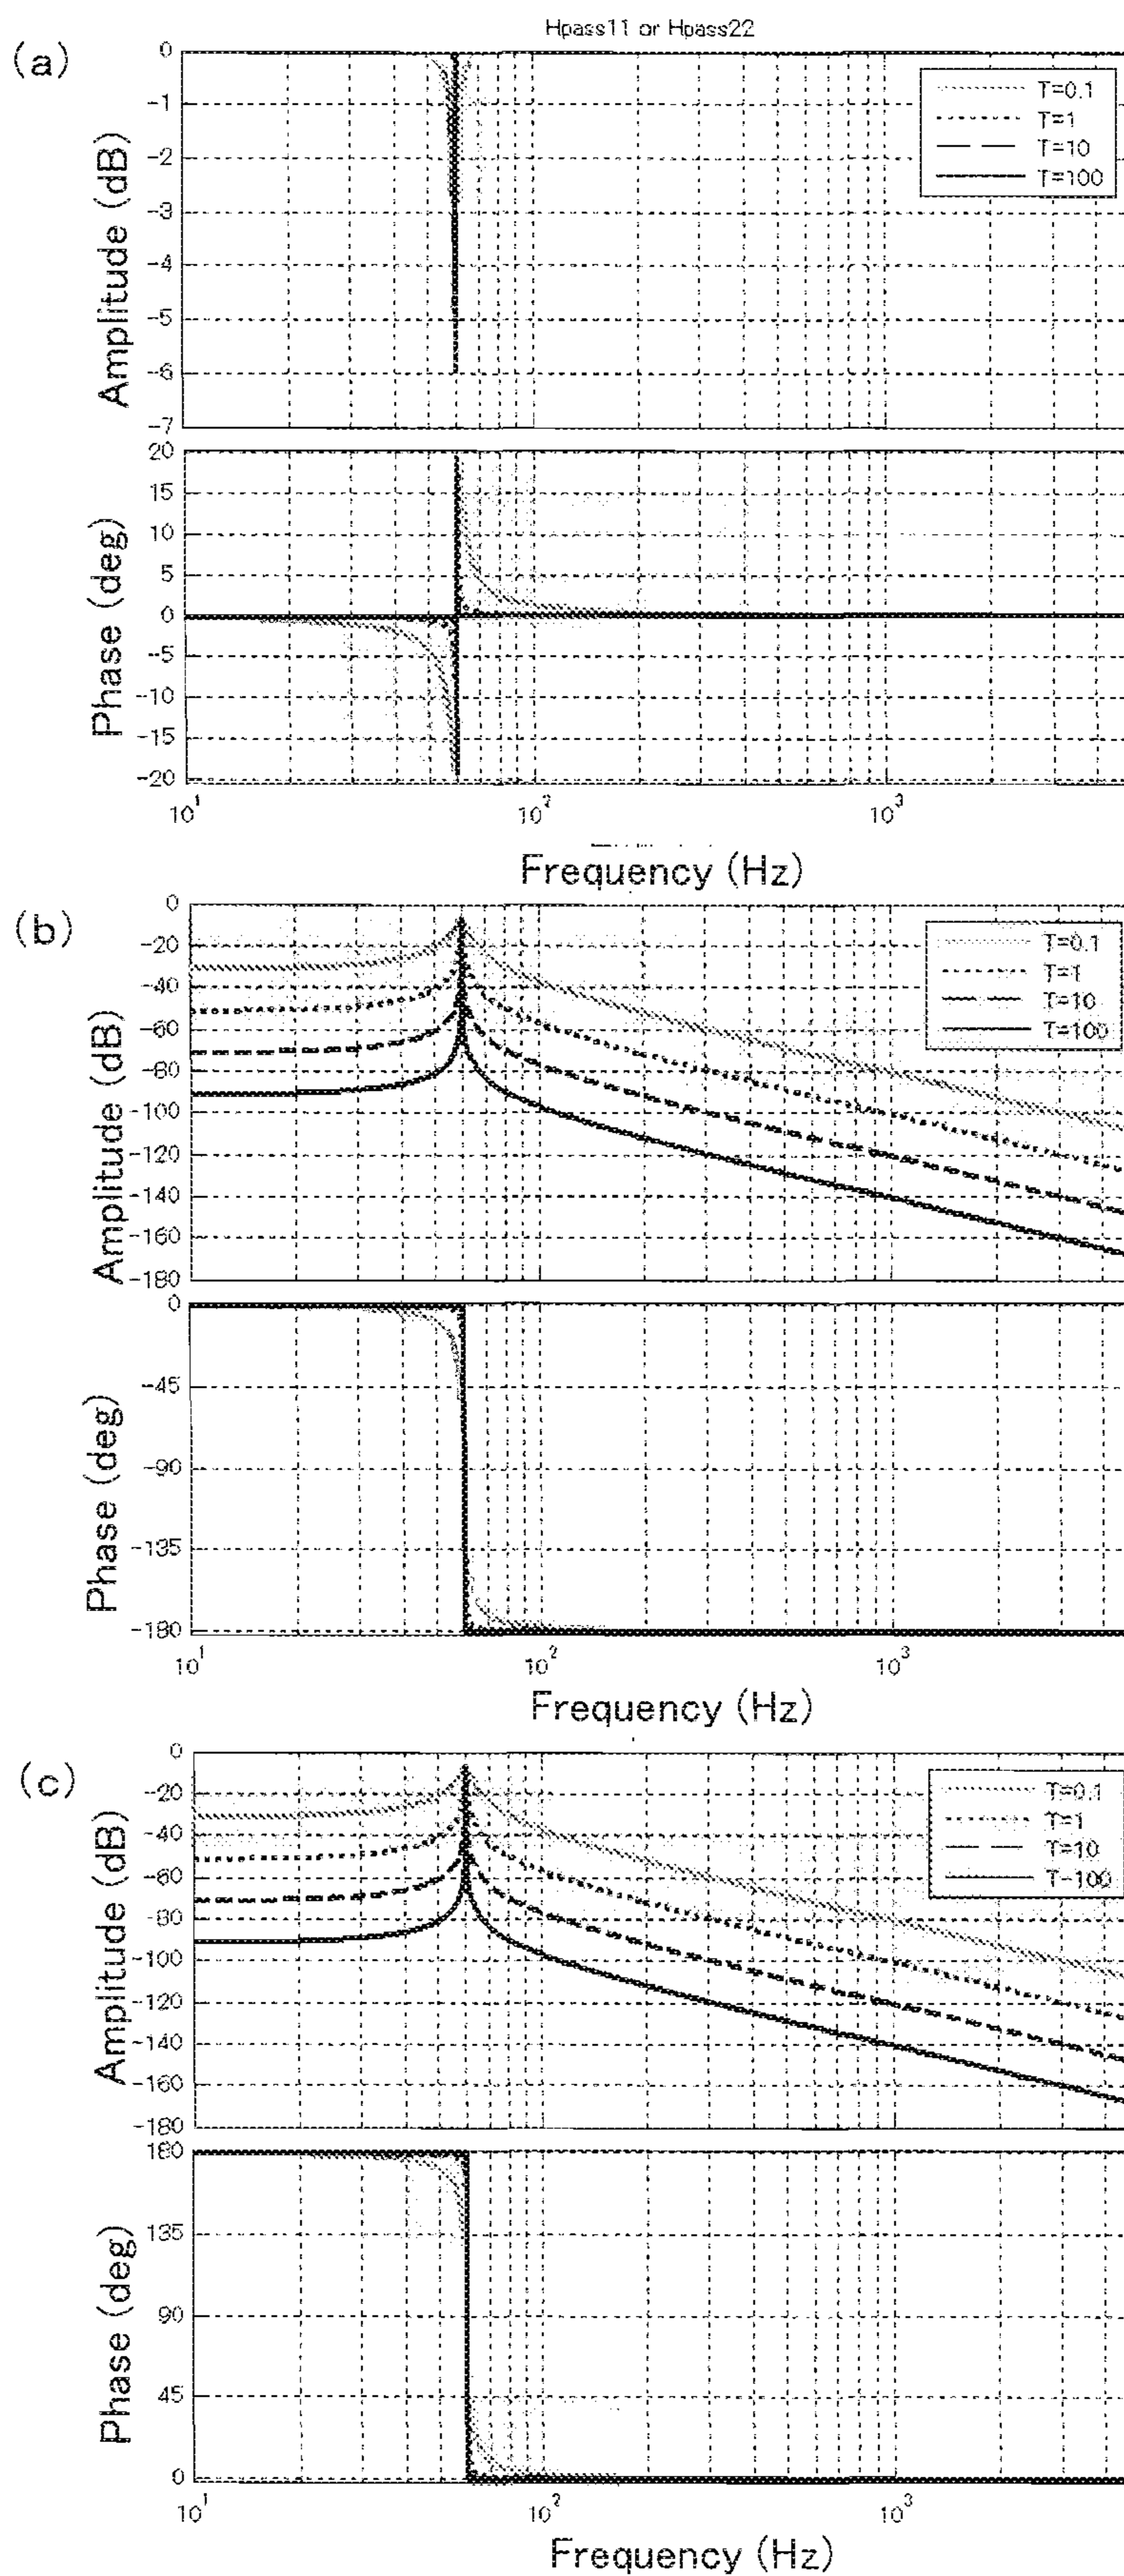 Hpass11 or Hpass22
(a)
Amplitude (dB)
0
-1
-2
-3
-4
-5
-6
-7
T=0.1
T=1
T=10
T=100
Phase (deg)
20
15
10
5
0
-5
-10
-15
-20
10^1
10^2
10^3
Frequency (Hz)
(b)
Amplitude (dB)
0
-20
-40
-60
-80
-100
-120
-140
-160
-180
T=0.1
T=1
T=10
T=100
Phase (deg)
0
-45
-90
-135
-180
10^1
10^2
10^3
Frequency (Hz)
(c)
Amplitude (dB)
0
-20
-40
-60
-80
-100
-120
-140
-160
-180
T=0.1
T=1
T=10
T-100
Phase (deg)
180
135
90
45
0
10^1
10^2
10^3
Frequency (Hz)